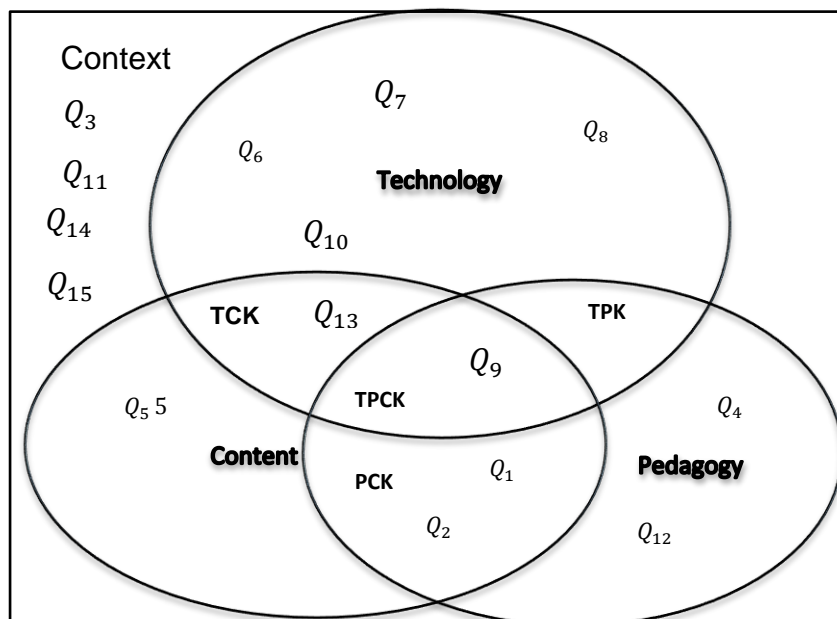 Context
Q₇
Q₃
Q₈
Q₆
Q₁₁
Technology
Q₁₄
Q₁₀
Q₁₅
TCK
Q₁₃
TPK
Q₉
TPCK
Q₅ 5
Q₄
Content
Pedagogy
PCK
Q₁
Q₂
Q₁₂